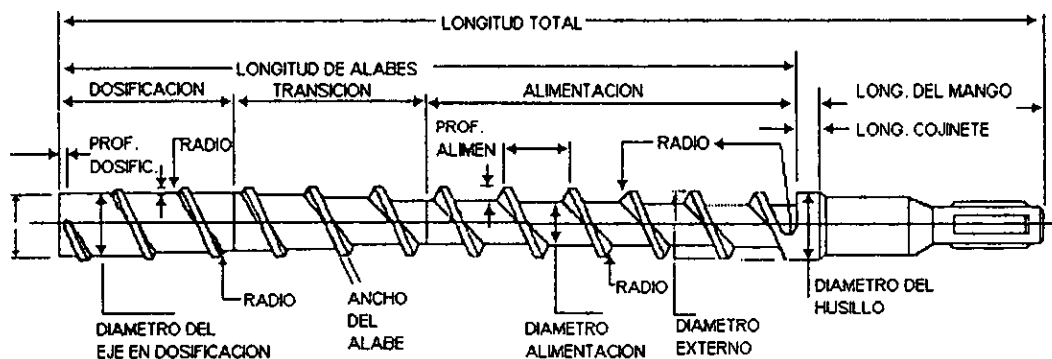 LONGITUD TOTAL
LONGITUD DE ALABES
DOSIFICACION
TRANSICION
ALIMENTACION
LONG. DEL MANGO
PROF.
DOSIFIC.
RADIO
PROF.
ALIMEN
RADIO
LONG. COJINETE
RADIO
ANCHO
DEL
ALABE
RADIO
DIAMETRO DEL
HUSILLO
DIAMETRO DEL
EJE EN DOSIFICACION
DIAMETRO
ALIMENTACION
DIAMETRO
EXTERNO